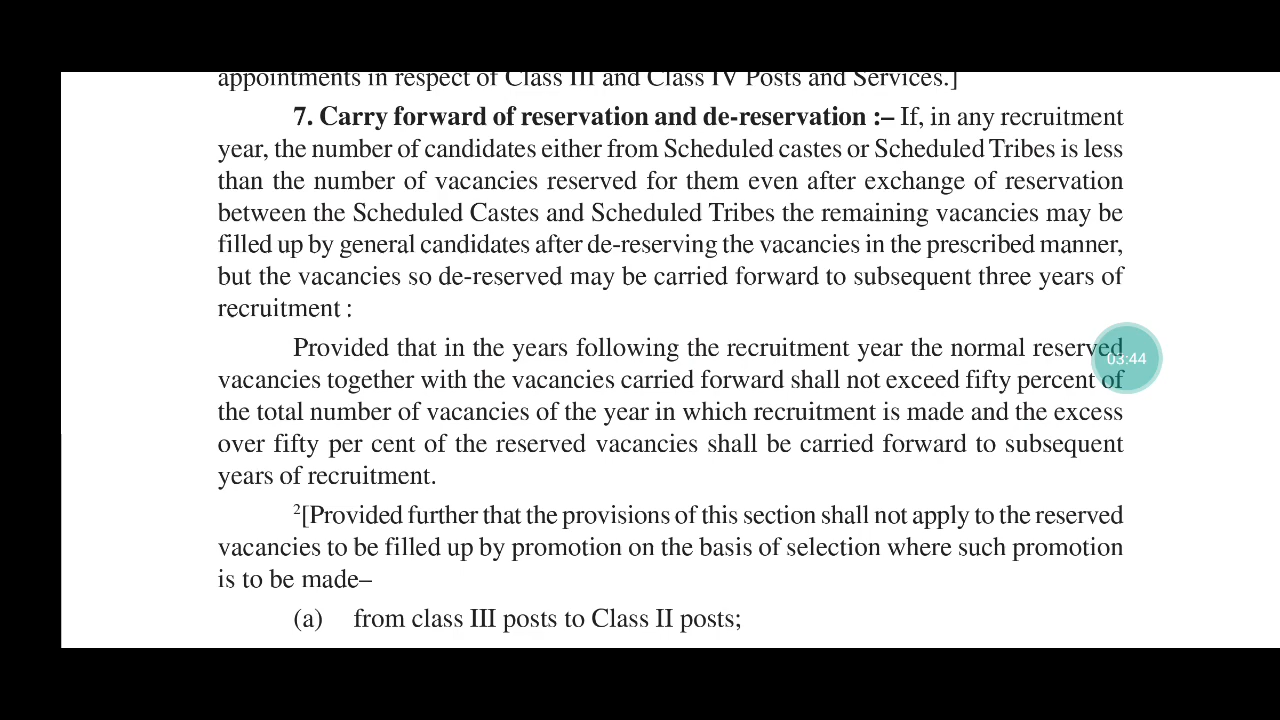 appointments in respect of Class III and Class IV Posts and Services.]
7. Carry forward of reservation and de-reservation :– If, in any recruitment
year, the number of candidates either from Scheduled castes or Scheduled Tribes is less
than the number of vacancies reserved for them even after exchange of reservation
between the Scheduled Castes and Scheduled Tribes the remaining vacancies may be
filled up by general candidates after de-reserving the vacancies in the prescribed manner,
but the vacancies so de-reserved may be carried forward to subsequent three years of
recruitment :
Provided that in the years following the recruitment year the normal reserved
03:44
vacancies together with the vacancies carried forward shall not exceed fifty percent of
the total number of vacancies of the year in which recruitment is made and the excess
over fifty per cent of the reserved vacancies shall be carried forward to subsequent
years of recruitment.
2[Provided further that the provisions of this section shall not apply to the reserved
vacancies to be filled up by promotion on the basis of selection where such promotion
is to be made–
(a) from class III posts to Class II posts;